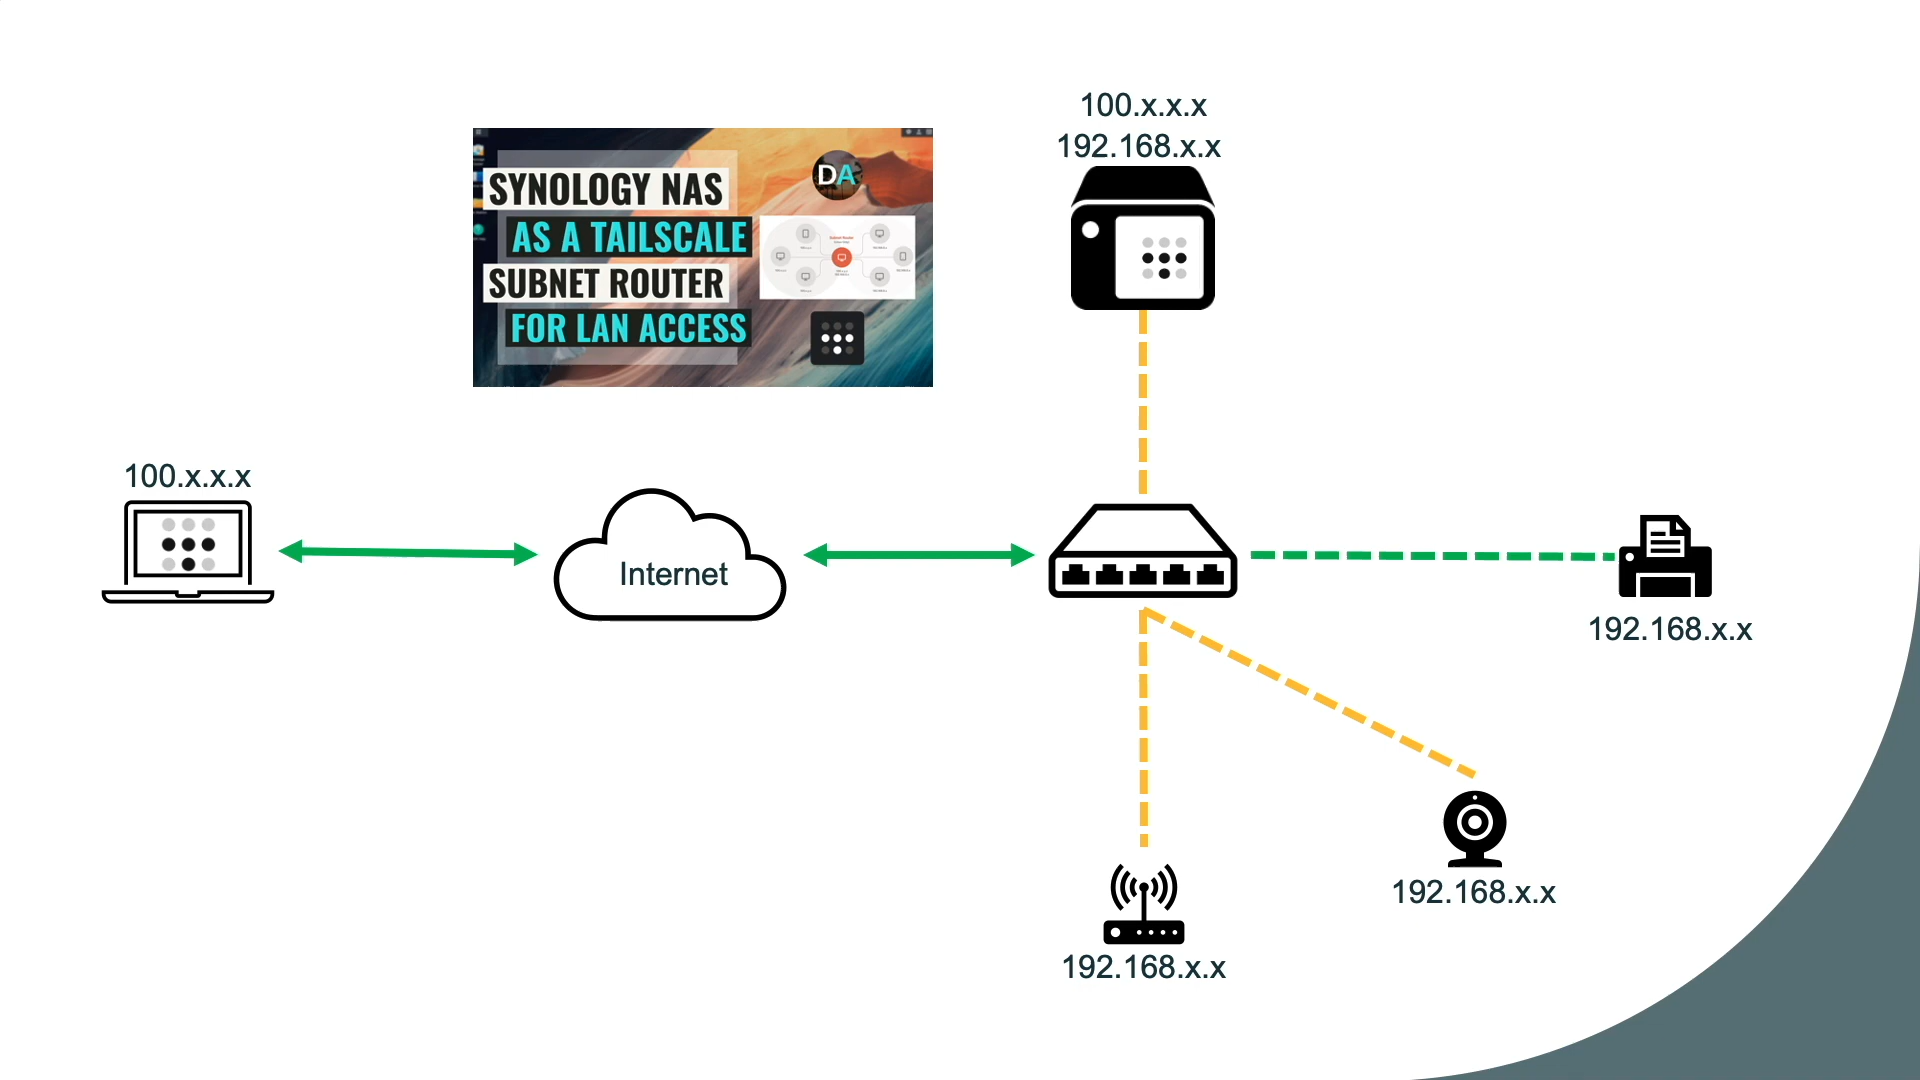 100.x.x.x
192.168.x.x
SYNOLOGY NAS
AS A TAILSCALE
SUBNET ROUTER
FOR LAN ACCESS
DA
100.x.x.x
Internet
192.168.x.x
192.168.x.x
192.168.x.x